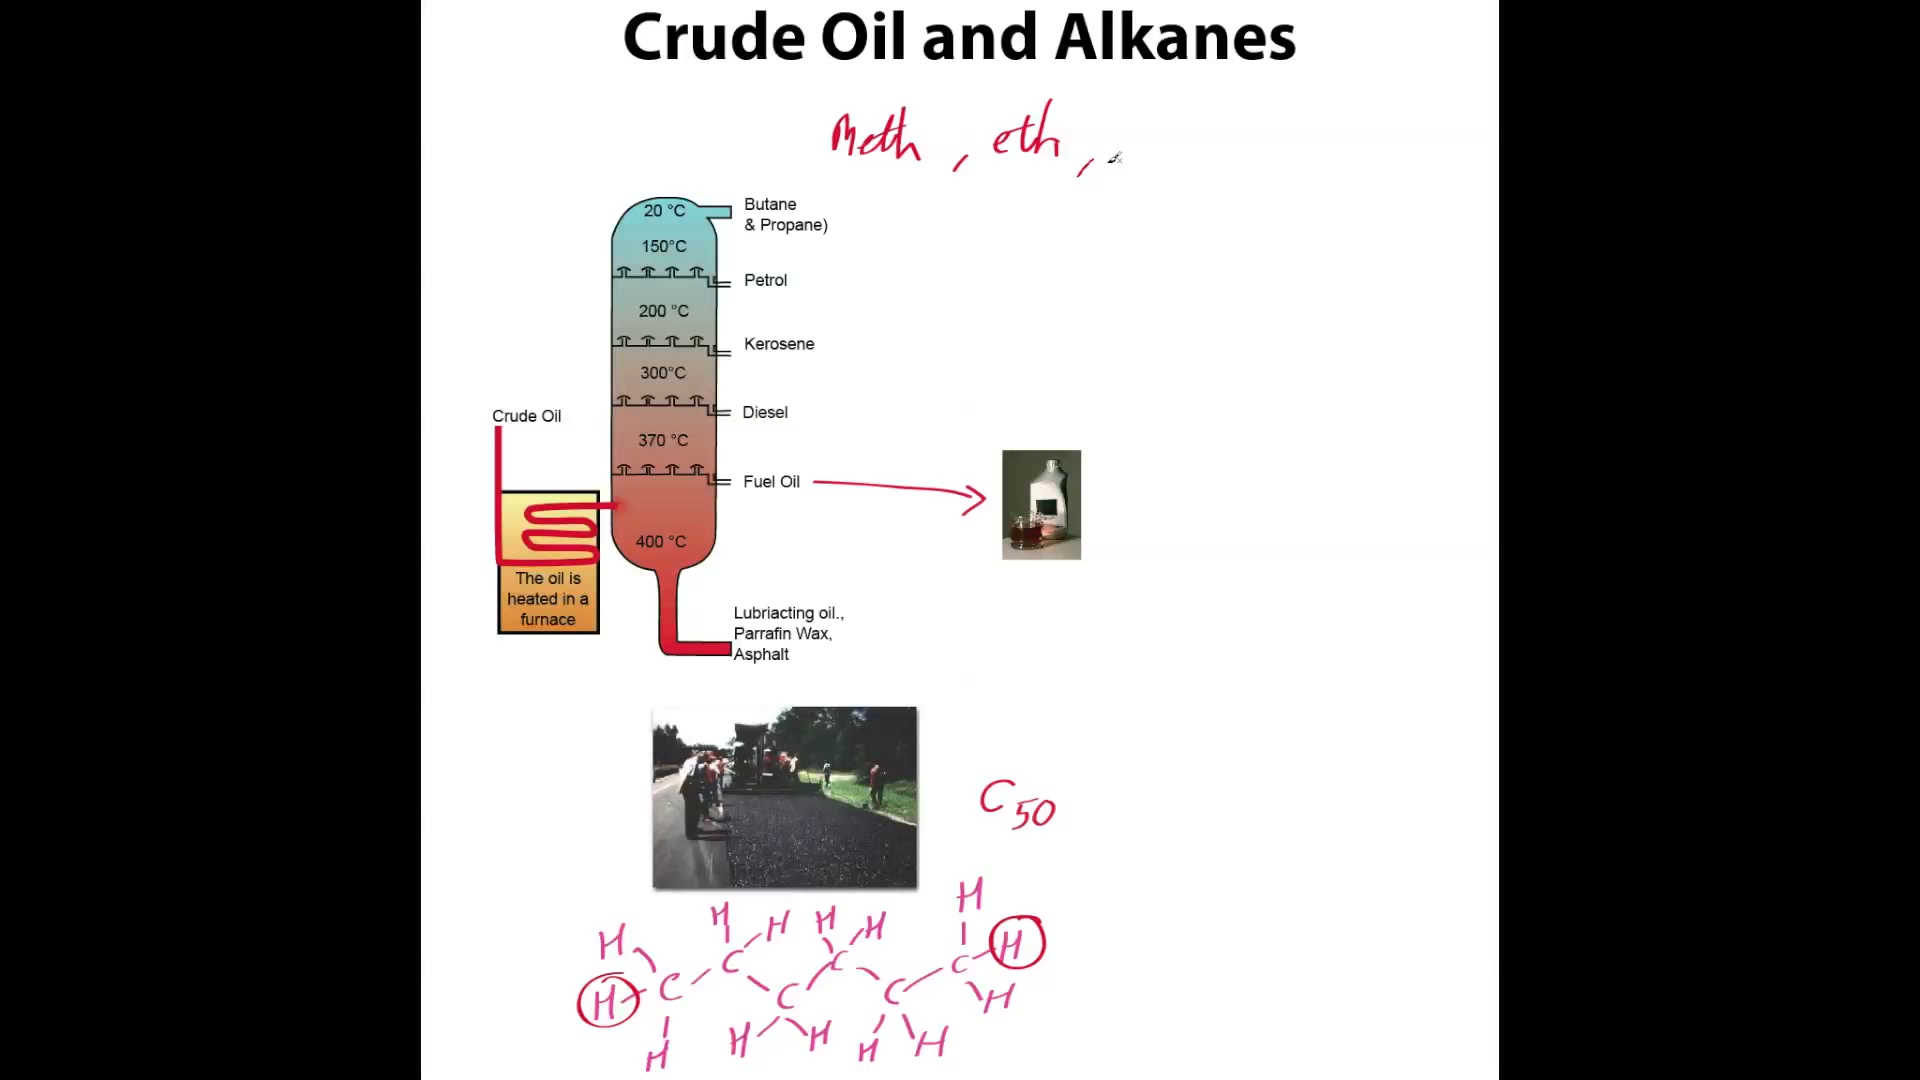 Crude Oil and Alkanes
Meth , eth ,
20 °C
Butane
& Propane)
150°C
Petrol
200 °C
Kerosene
300°C
Diesel
370 °C
Fuel Oil
400 °C
Crude Oil
The oil is
heated in a
furnace
Lubriacting oil.,
Parrafin Wax,
Asphalt
C50
H
H H H H
H H
C C
H C
C C
H
H H H H H
H